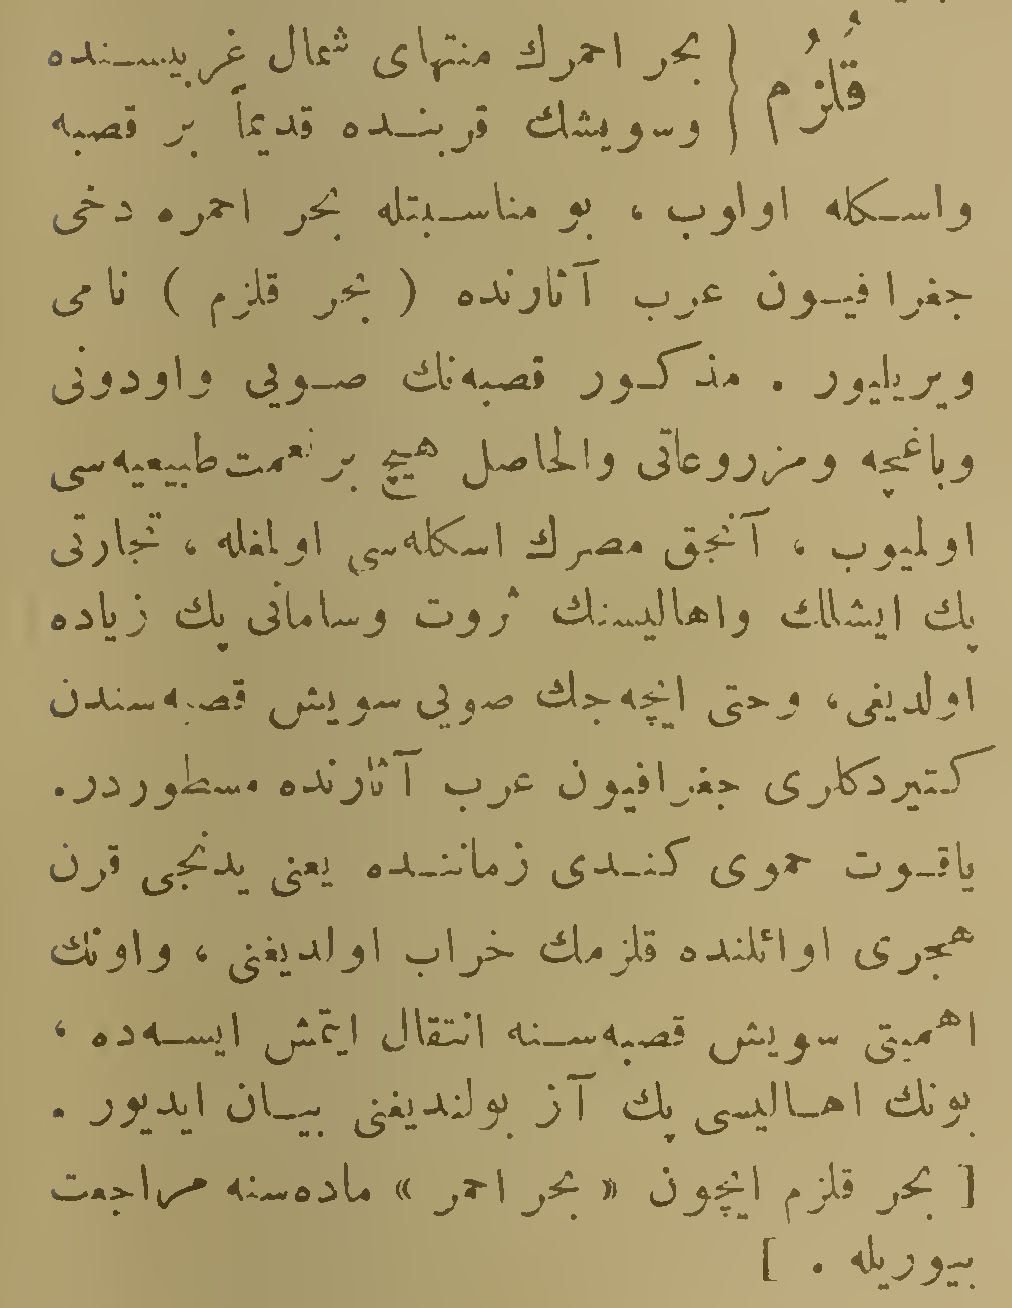 قُلْزُم { بحر احمرك منتهای شمال غربیسنده
وسویشك قربنده قدیماً بر قصبه
واسكله اولوب ، بو مناسبتله بحر احمره دخی
جغرافیون عرب آثارنده ( بحر قلزم ) نامی
ویریلیور . مذكور قصبه‌نك صویی واودونی
وباغچه ومزروعاتی والحاصل هیچ بر نعمت طبیعیه‌سی
اولمیوب ، آنجق مصرك اسكله‌سی اولمغله ، تجارتی
پك ایشلك واهالیسنك ثروت وسامانی پك زیاده
اولدیغی، وحتی ایچه‌جك صویی سویش قصبه‌سندن
كتیردكلری جغرافیون عرب آثارنده مسطوردر.
یاقوت حموی كندی زماننده یعنی یدنجی قرن
هجری اوائلنده قلزمك خراب اولدیغنی ، واونك
اهمیتی سویش قصبه‌سنه انتقال ایتمش ایسه‌ده ،
بونك اهالیسی پك آز بولندیغنی بیان ایدیور .
[ بحر قلزم ایچون « بحر احمر » ماده‌سنه مراجعت
بیوریله . ]